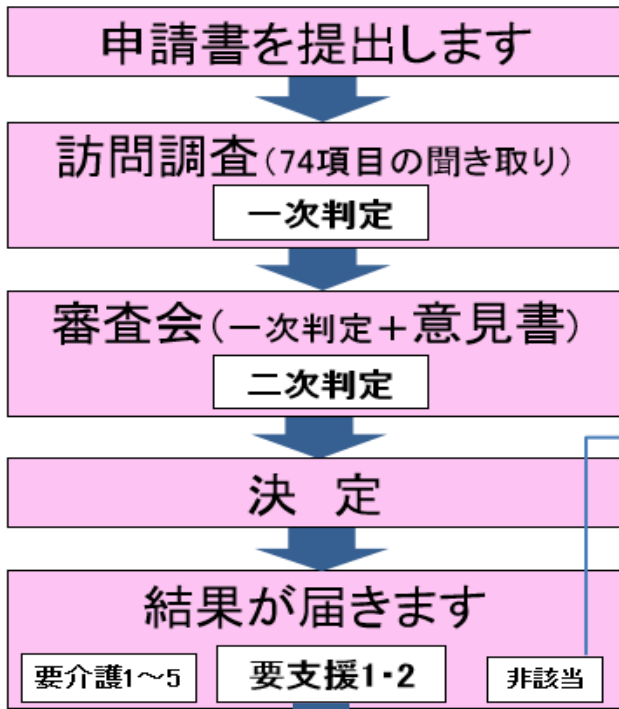 申請書を提出します
訪問調査(74項目の聞き取り)
一次判定
審査会(一次判定＋意見書)
二次判定
決　定
結果が届きます
要介護1～5　要支援1・2　非該当